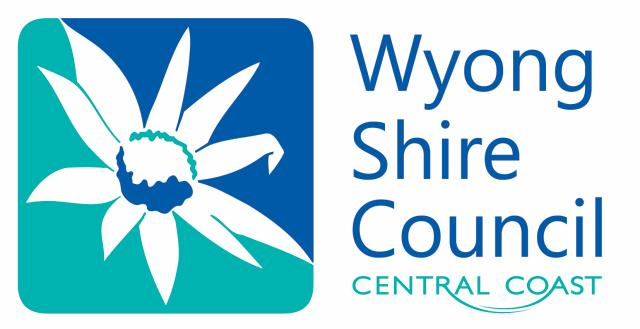 Wyong
Shire
Council
CENTRAL COAST